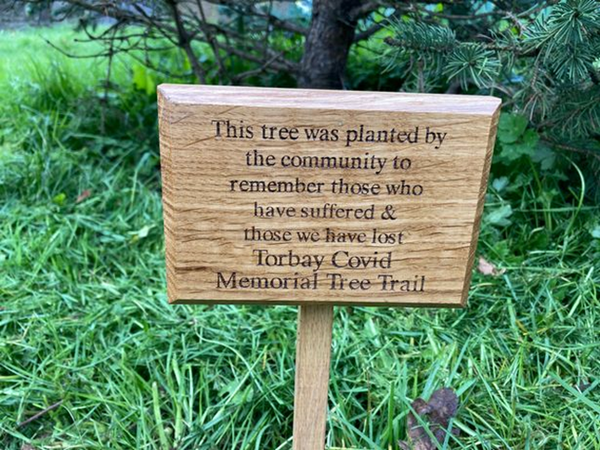 This tree was planted by
the community to
remember those who
have suffered &
those we have lost
Torbay Covid
Memorial Tree Trail